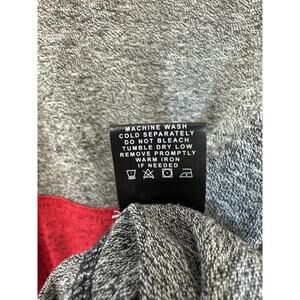 MACHINE WASH
COLD SEPARATELY
DO NOT BLEACH
TUMBLE DRY LOW
REMOVE PROMPTLY
WARM IRON
IF NEEDED